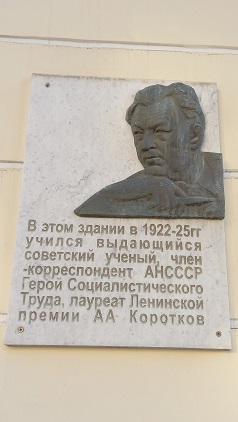 В этом здании в 1922-25гг
учился выдающийся
советский ученый, член
-корреспондент АНСССР
Герой Социалистического
Труда, лауреат Ленинской
премии АА Коротков